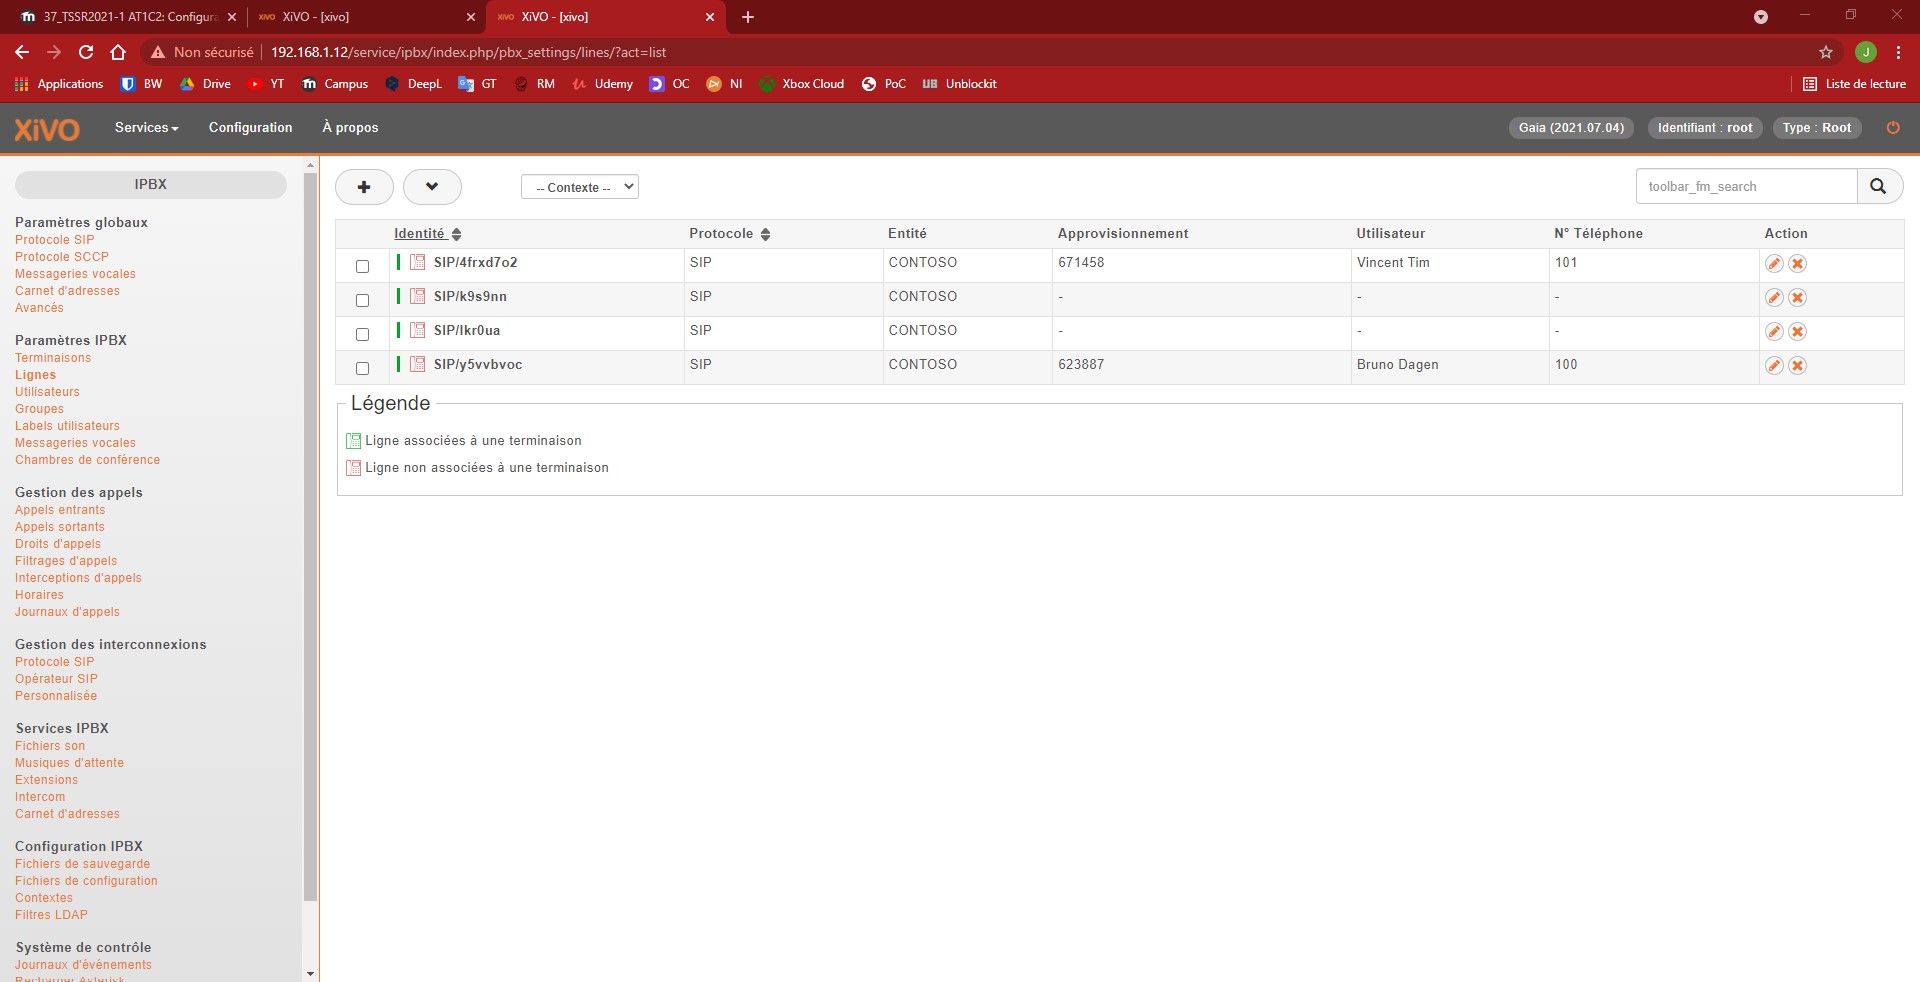 37_TSSR2021-1 AT1C2: Configura
XiVO - [xivo]
XiVO - [xivo]
Non sécurisé
192.168.1.12/service/ipbx/index.php/pbx_settings/lines/?act=list
J
Applications
BW
Drive
YT
Campus
DeepL
GT
RM
Udemy
OC
NI
Xbox Cloud
PoC
Unblockit
Liste de lecture
XiVO
Services
Configuration
À propos
Gaia (2021.07.04)
Identifiant : root
Type : Root
IPBX
Paramètres globaux
Protocole SIP
Protocole SCCP
Messageries vocales
Carnet d'adresses
Avancés
Paramètres IPBX
Terminaisons
Lignes
Utilisateurs
Groupes
Labels utilisateurs
Messageries vocales
Chambres de conférence
Gestion des appels
Appels entrants
Appels sortants
Droits d'appels
Filtrages d'appels
Interceptions d'appels
Horaires
Journaux d'appels
Gestion des interconnexions
Protocole SIP
Opérateur SIP
Personnalisée
Services IPBX
Fichiers son
Musiques d'attente
Extensions
Intercom
Carnet d'adresses
Configuration IPBX
Fichiers de sauvegarde
Fichiers de configuration
Contextes
Filtres LDAP
Système de contrôle
Journaux d'évènements
Recharger Asterisk
-- Contexte --
toolbar_fm_search
Identité Protocole Entité Approvisionnement Utilisateur N° Téléphone Action
SIP/4frxd7o2 SIP CONTOSO 671458 Vincent Tim 101
SIP/k9s9nn SIP CONTOSO - - -
SIP/lkr0ua SIP CONTOSO - - -
SIP/y5vvbvoc SIP CONTOSO 623887 Bruno Dagen 100
Légende
Ligne associées à une terminaison
Ligne non associées à une terminaison